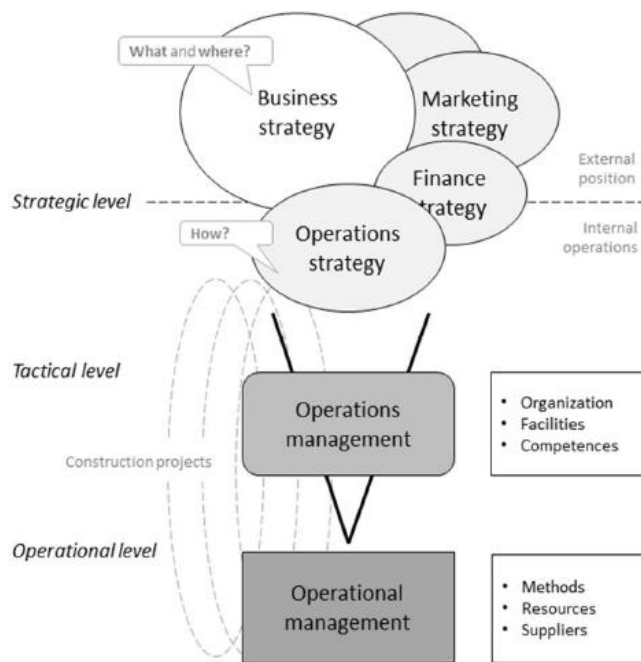 What and where?
Business
strategy
Marketing
strategy
Finance
trategy
External
position
Strategic level
Internal
operations
How?
Operations
strategy
Tactical level
Operations
management
• Organization
• Facilities
• Competences
Construction projects
Operational level
Operational
management
• Methods
• Resources
• Suppliers